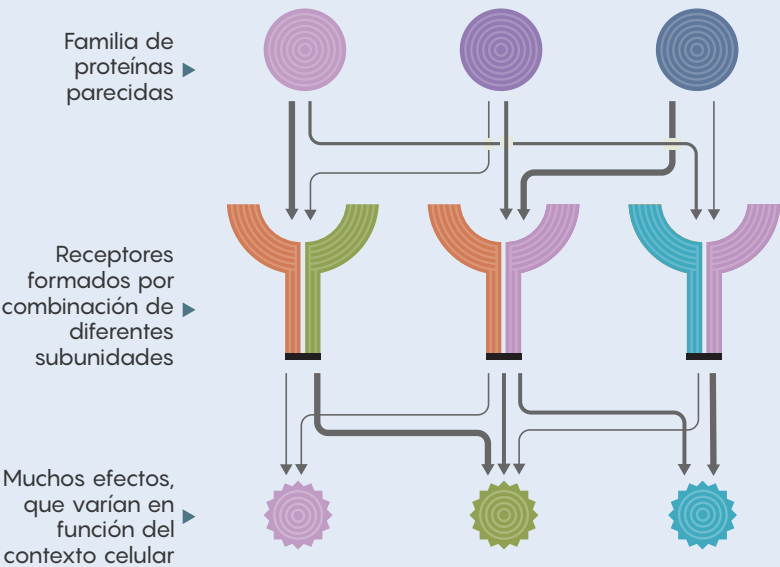 Familia de
proteínas
parecidas
Receptores
formados por
combinación de
diferentes
subunidades
Muchos efectos,
que varían en
función del
contexto celular